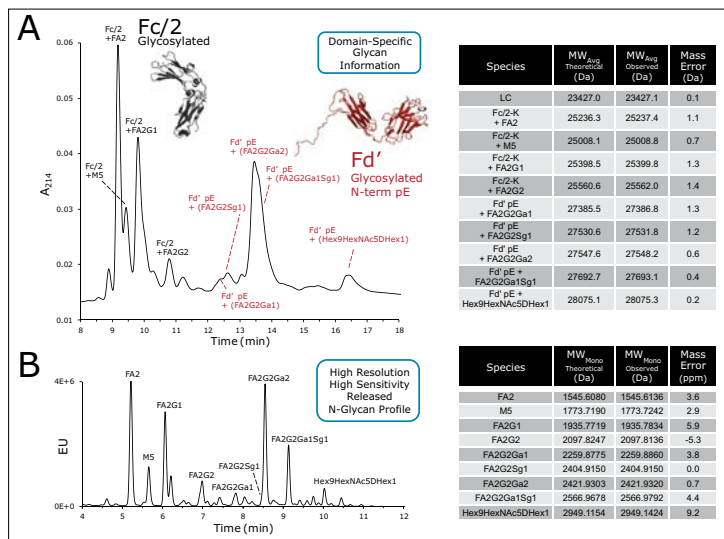 A
Fc/2
+FA2
Fc/2
Glycosylated
Domain-Specific
Glycan
Information
Fc/2
+FA2G1
Fc/2
+M5
Fc/2
+FA2G2
Fd' pE
+ (FA2G2Ga2)
Fd' pE
+ (FA2G2Sg1)
Fd' pE
+ (FA2G2Ga1Sg1)
Fd'
Glycosylated
N-term pE
Fd' pE
+ (Hex9HexNAc5DHex1)
Fd' pE
+ (FA2G2Ga1)
A214
0.06
0.05
0.04
0.03
0.02
0.01
8 9 10 11 12 13 14 15 16 17 18
Time (min)
Species MWAvg Theoretical (Da) MWAvg Observed (Da) Mass Error (Da)
LC 23427.0 23427.1 0.1
Fc/2-K + FA2 25236.3 25237.4 1.1
Fc/2-K + M5 25008.1 25008.8 0.7
Fc/2-K + FA2G1 25398.5 25399.8 1.3
Fc/2-K + FA2G2 25560.6 25562.0 1.4
Fd' pE + FA2G2Ga1 27385.5 27386.8 1.3
Fd' pE + FA2G2Sg1 27530.6 27531.8 1.2
Fd' pE + FA2G2Ga2 27547.6 27548.2 0.6
Fd' pE + FA2G2Ga1Sg1 27692.7 27693.1 0.4
Fd' pE + Hex9HexNAc5DHex1 28075.1 28075.3 0.2
B
High Resolution
High Sensitivity
Released
N-Glycan Profile
FA2
FA2G1
M5
FA2G2
FA2G2Ga1
FA2G2Sg1
FA2G2Ga2
FA2G2Ga1Sg1
Hex9HexNAc5DHex1
EU
4E+6
0E+0
4 5 6 7 8 9 10 11 12
Time (min)
Species MWMono Theoretical (Da) MWMono Observed (Da) Mass Error (ppm)
FA2 1545.6080 1545.6136 3.6
M5 1773.7190 1773.7242 2.9
FA2G1 1935.7719 1935.7834 5.9
FA2G2 2097.8247 2097.8136 -5.3
FA2G2Ga1 2259.8775 2259.8860 3.8
FA2G2Sg1 2404.9150 2404.9150 0.0
FA2G2Ga2 2421.9303 2421.9320 0.7
FA2G2Ga1Sg1 2566.9678 2566.9792 4.4
Hex9HexNAc5DHex1 2949.1154 2949.1424 9.2